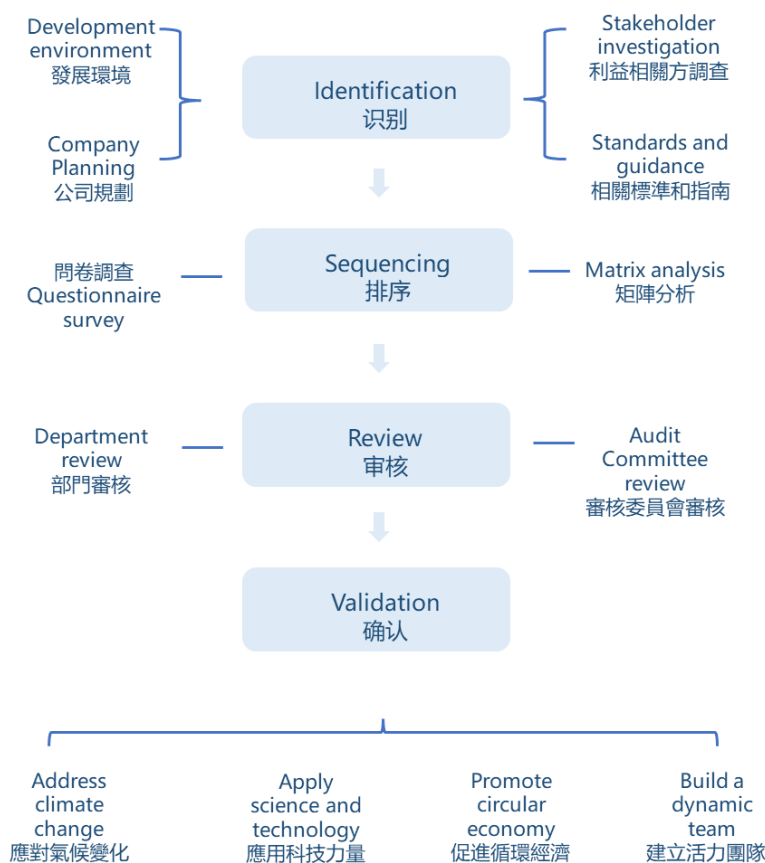 Development
environment
發展環境
Company
Planning
公司規劃
Identification
识别
Stakeholder
investigation
利益相關方調查
Standards and
guidance
相關標準和指南
問卷調查
Questionnaire
survey
Sequencing
排序
Matrix analysis
矩陣分析
Department
review
部門審核
Review
审核
Audit
Committee
review
審核委員會審核
Validation
确认
Address
climate
change
應對氣候變化
Apply
science and
technology
應用科技力量
Promote
circular
economy
促進循環經濟
Build a
dynamic
team
建立活力團隊